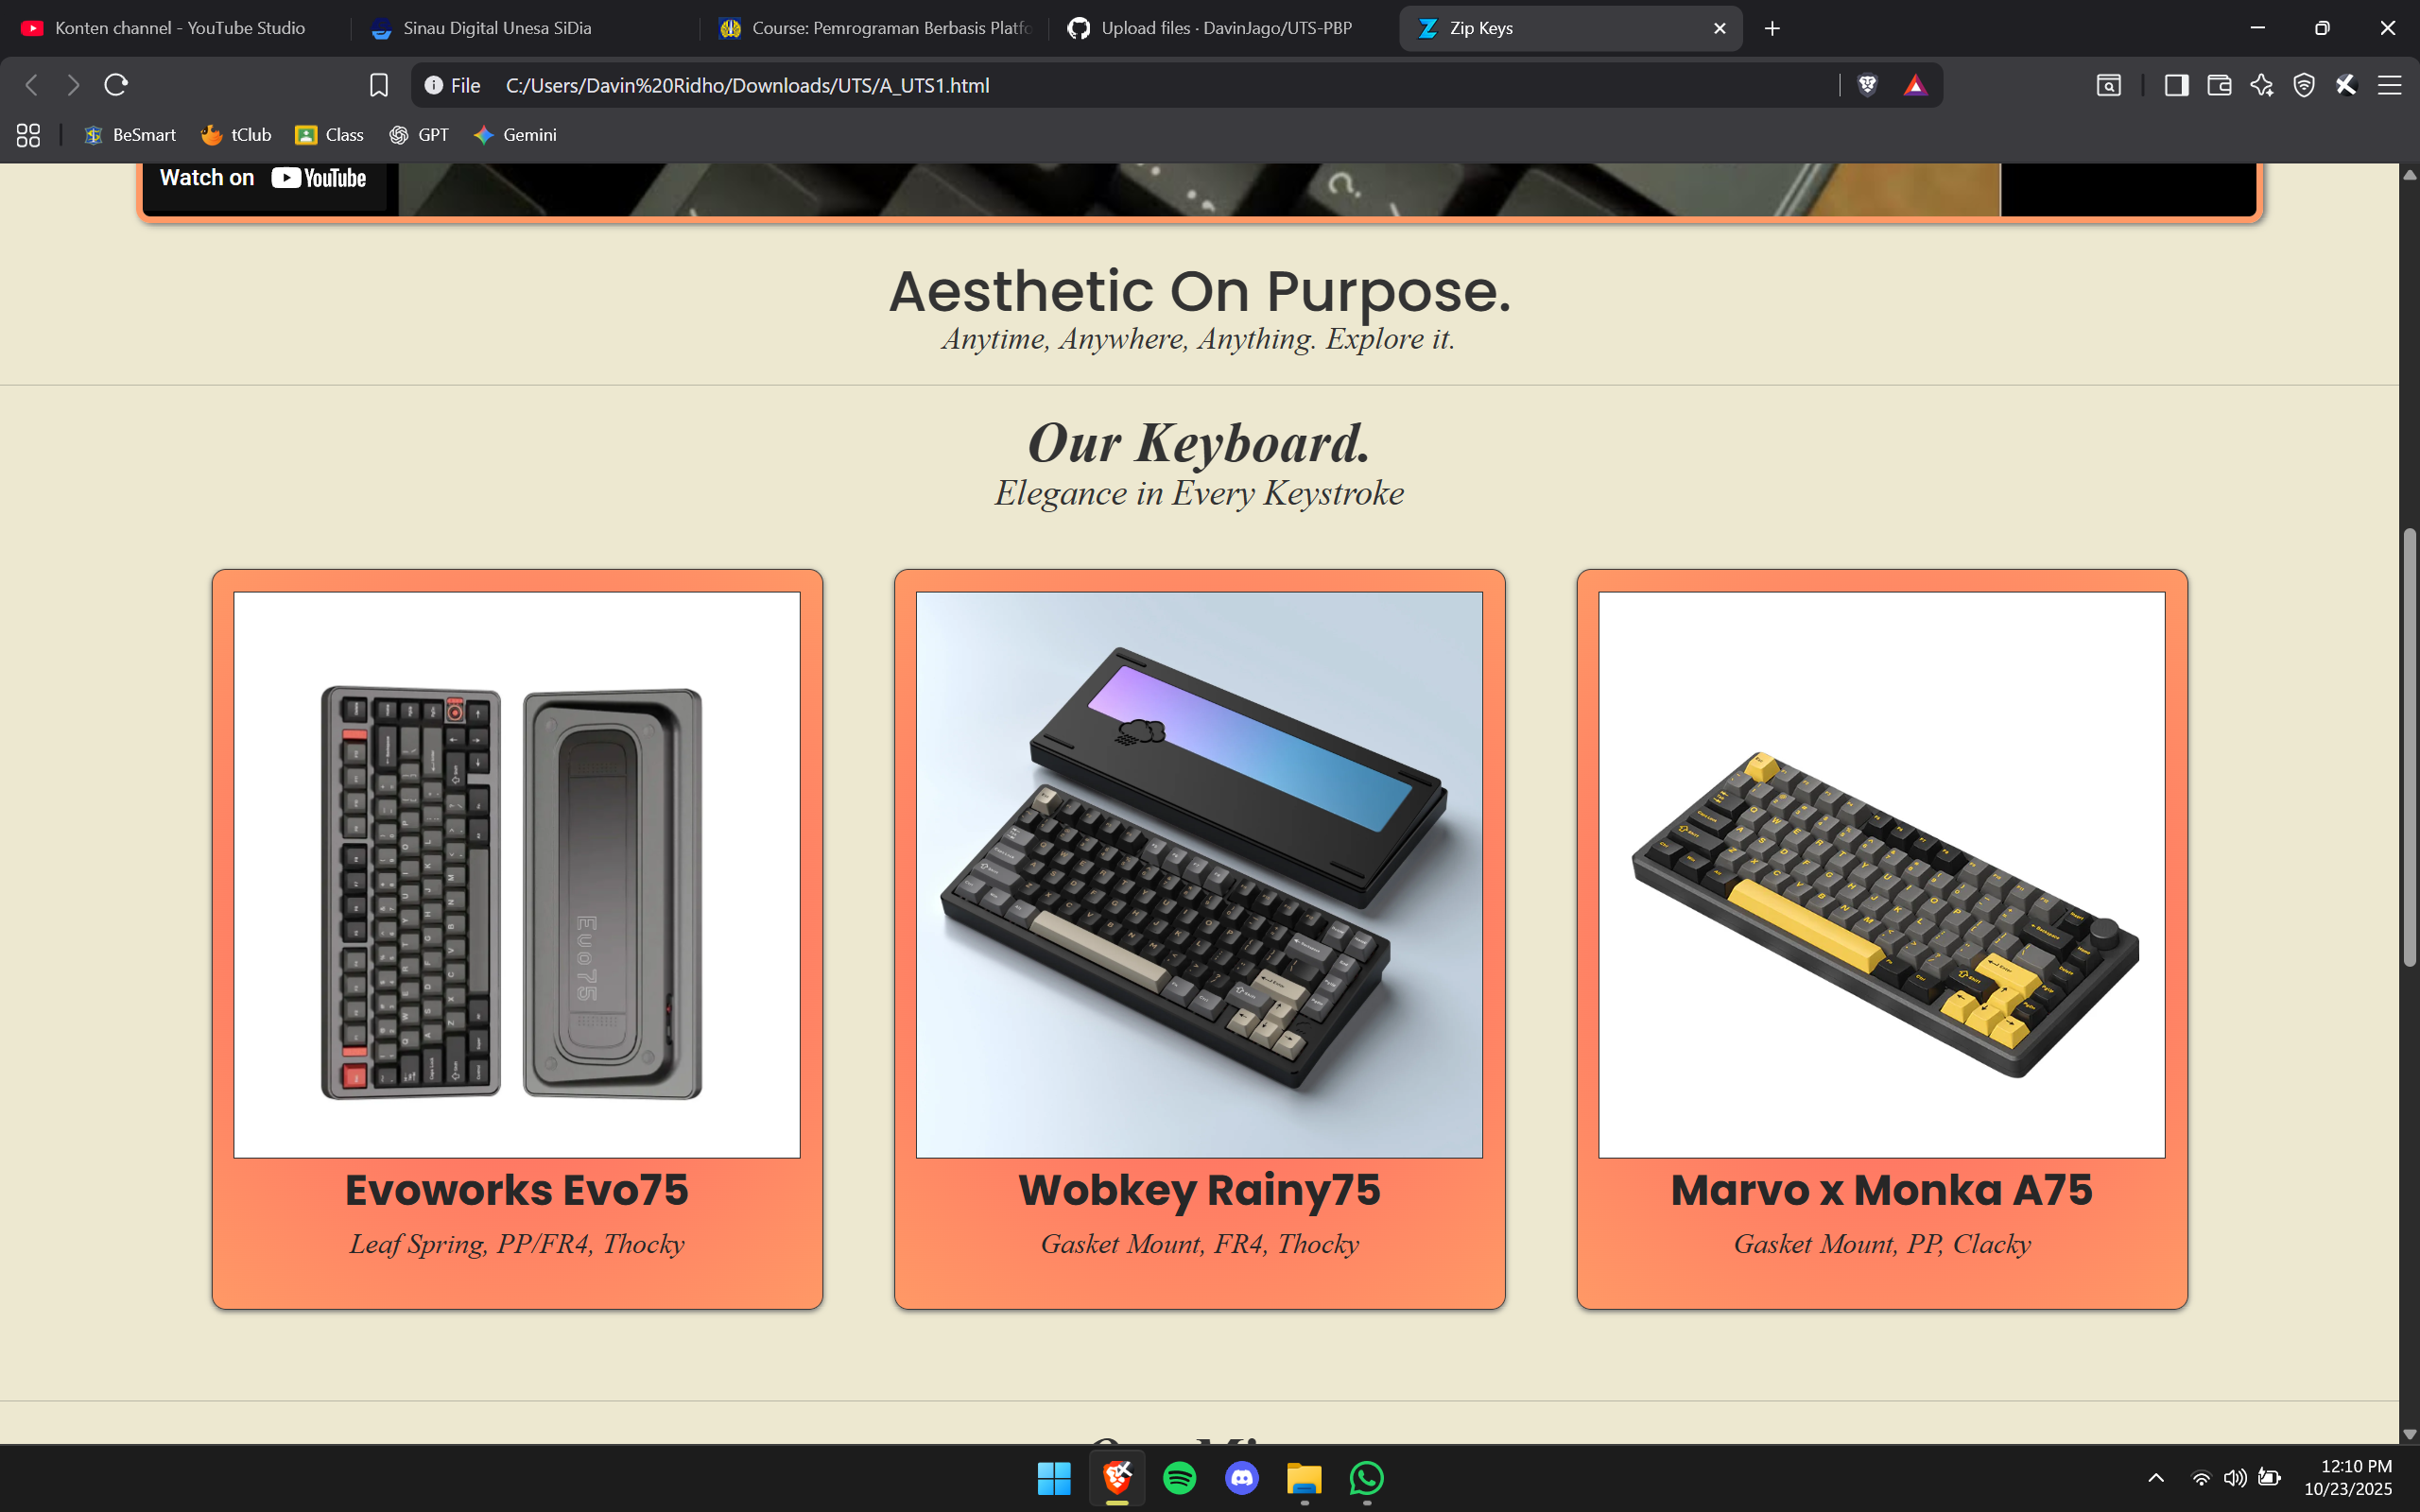 Konten channel - YouTube Studio
Sinau Digital Unesa SiDia
Course: Pemrograman Berbasis Platfo
Upload files · DavinJago/UTS-PBP
Zip Keys
File C:/Users/Davin%20Ridho/Downloads/UTS/A_UTS1.html
BeSmart
tClub
Class
GPT
Gemini
Watch on YouTube
Aesthetic On Purpose.
Anytime, Anywhere, Anything. Explore it.
Our Keyboard.
Elegance in Every Keystroke
Evo75
Evoworks Evo75
Leaf Spring, PP/FR4, Thocky
Wobkey Rainy75
Gasket Mount, FR4, Thocky
Marvo x Monka A75
Gasket Mount, PP, Clacky
12:10 PM
10/23/2025